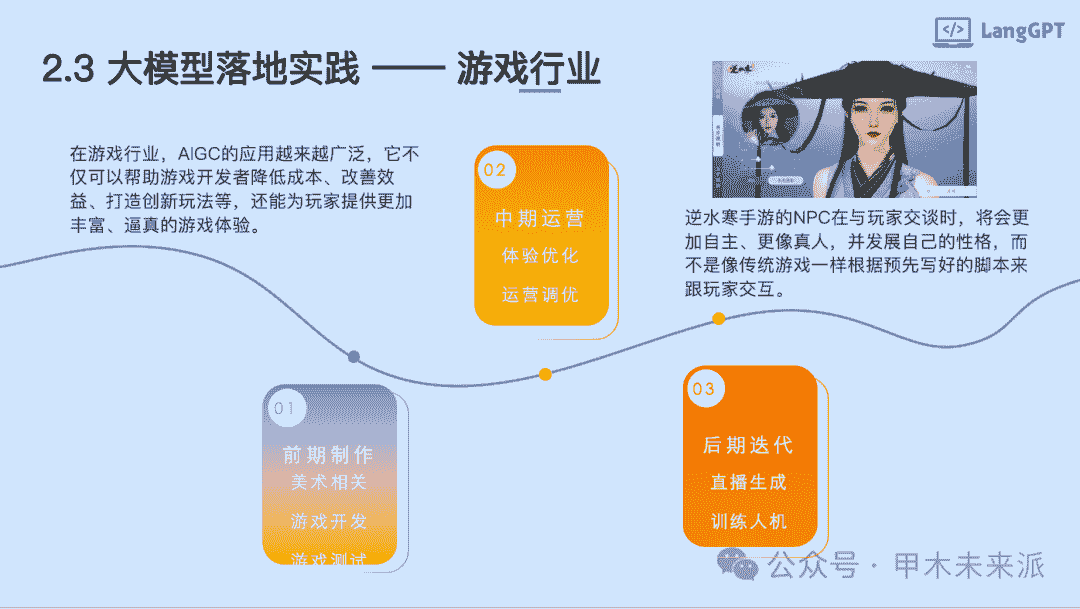 LangGPT
2.3 大模型落地实践 —— 游戏行业
在游戏行业，AIGC的应用越来越广泛，它不
仅可以帮助游戏开发者降低成本、改善效
益、打造创新玩法等，还能为玩家提供更加
丰富、逼真的游戏体验。
逆水寒手游的NPC在与玩家交谈时，将会更
加自主、更像真人，并发展自己的性格，而
不是像传统游戏一样根据预先写好的脚本来
跟玩家交互。
01
前期制作
美术相关
游戏开发
游戏测试
02
中期运营
体验优化
运营调优
03
后期迭代
直播生成
训练人机
公众号·甲木未来派